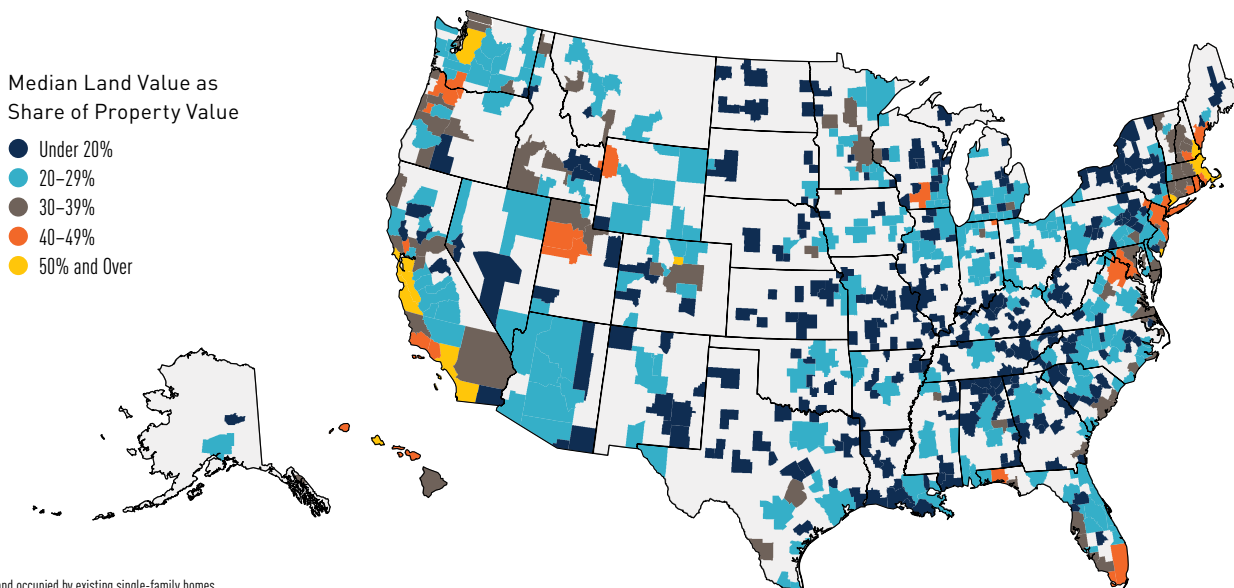 Median Land Value as
Share of Property Value
Under 20%
20–29%
30–39%
40–49%
50% and Over
and occupied by existing single-family homes